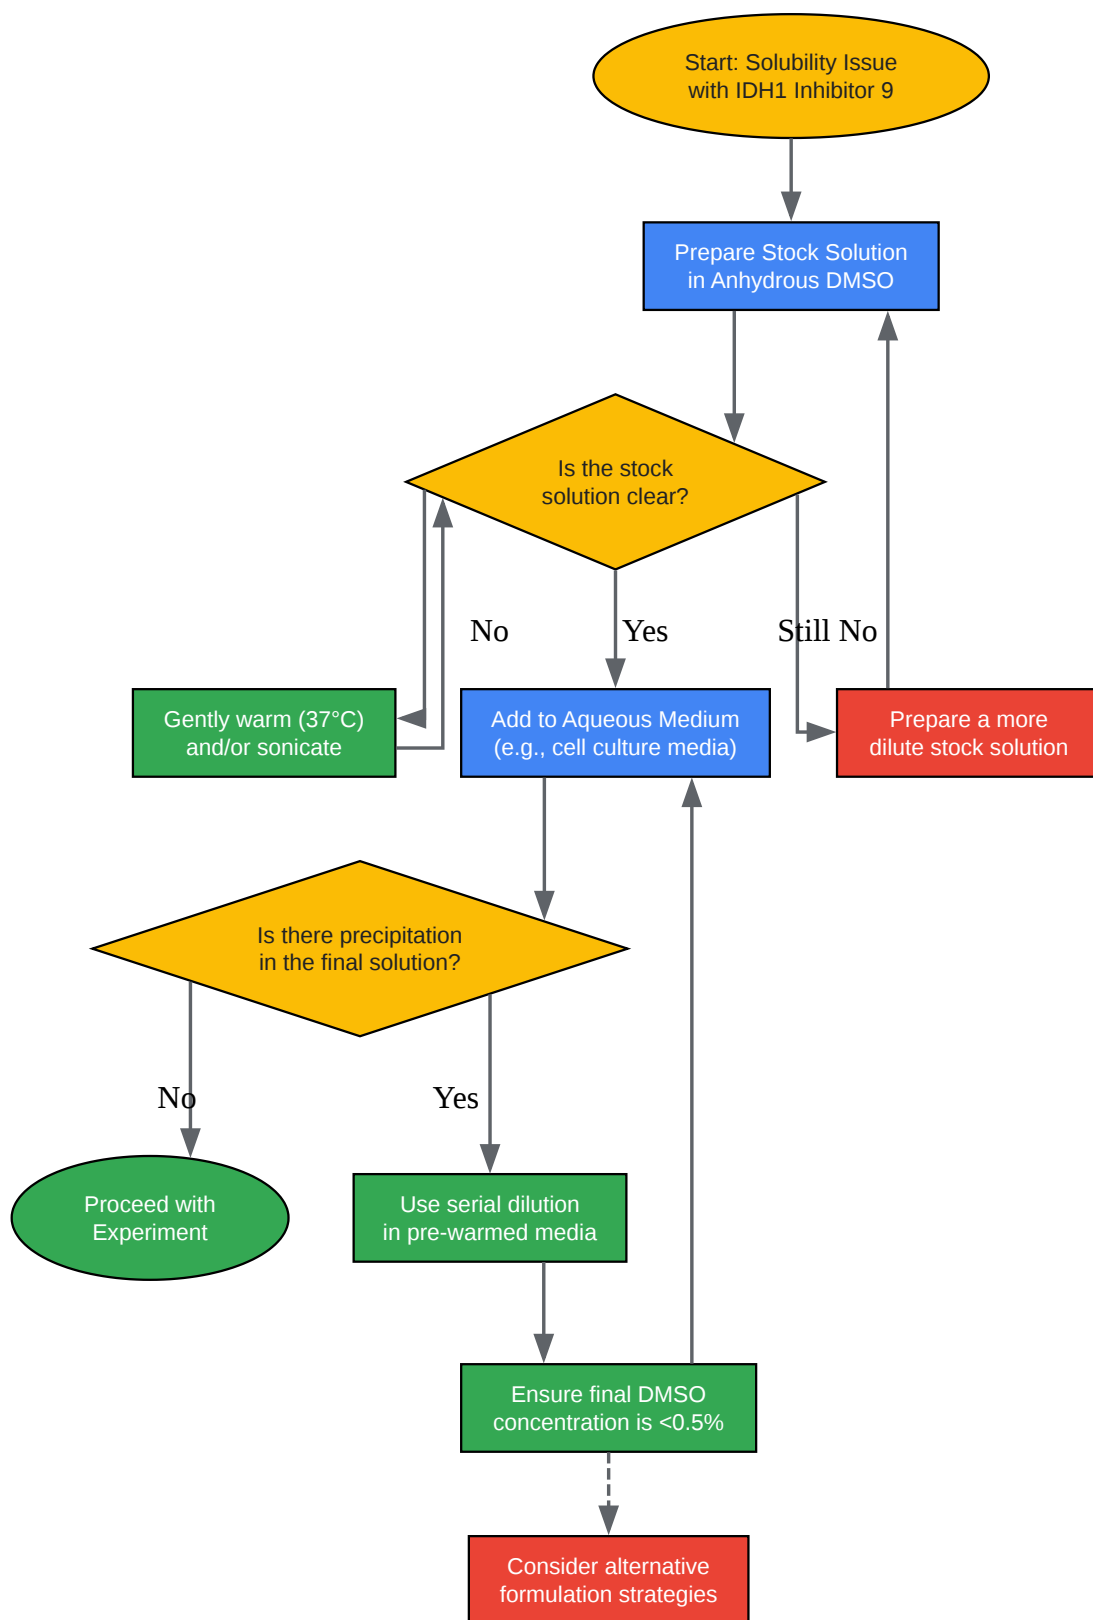 Start: Solubility Issue
with IDH1 Inhibitor 9
Prepare Stock Solution
in Anhydrous DMSO
Is the stock
solution clear?
No
Yes
Still No
Gently warm (37°C)
and/or sonicate
Add to Aqueous Medium
(e.g., cell culture media)
Prepare a more
dilute stock solution
Is there precipitation
in the final solution?
No
Yes
Proceed with
Experiment
Use serial dilution
in pre-warmed media
Ensure final DMSO
concentration is <0.5%
Consider alternative
formulation strategies